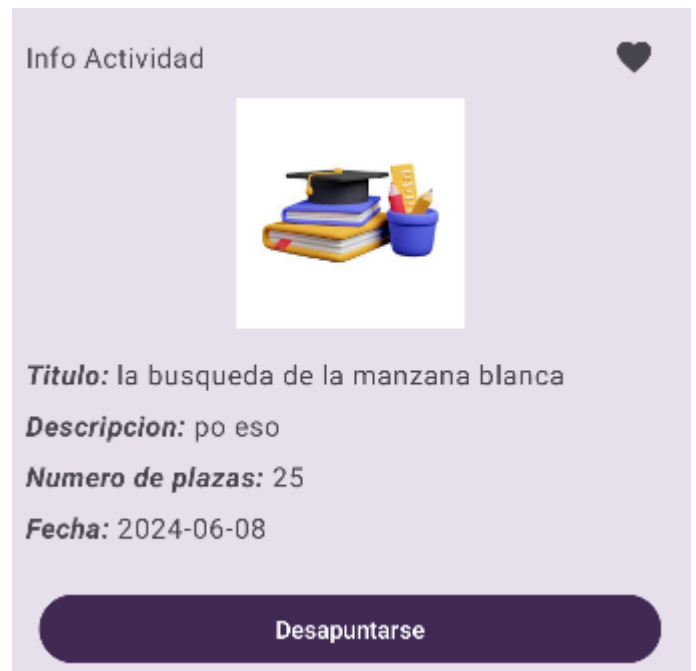 Info Actividad
Titulo: la busqueda de la manzana blanca
Descripcion: po eso
Numero de plazas: 25
Fecha: 2024-06-08
Desapuntarse